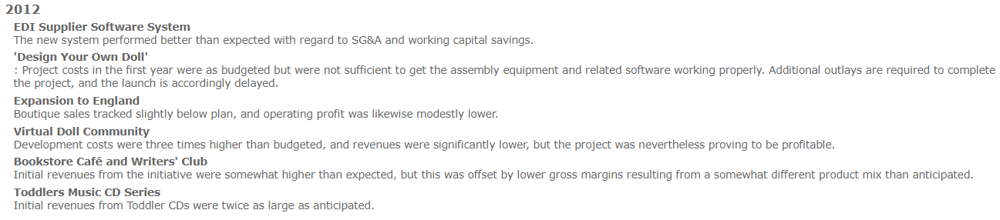 2012
EDI Supplier Software System
The new system performed better than expected with regard to SG&A and working capital savings.
'Design Your Own Doll'
: Project costs in the first year were as budgeted but were not sufficient to get the assembly equipment and related software working properly. Additional outlays are required to complete
the project, and the launch is accordingly delayed.
Expansion to England
Boutique sales tracked slightly below plan, and operating profit was likewise modestly lower.
Virtual Doll Community
Development costs were three times higher than budgeted, and revenues were significantly lower, but the project was nevertheless proving to be profitable.
Bookstore Café and Writers' Club
Initial revenues from the initiative were somewhat higher than expected, but this was offset by lower gross margins resulting from a somewhat different product mix than anticipated.
Toddlers Music CD Series
Initial revenues from Toddler CDs were twice as large as anticipated.